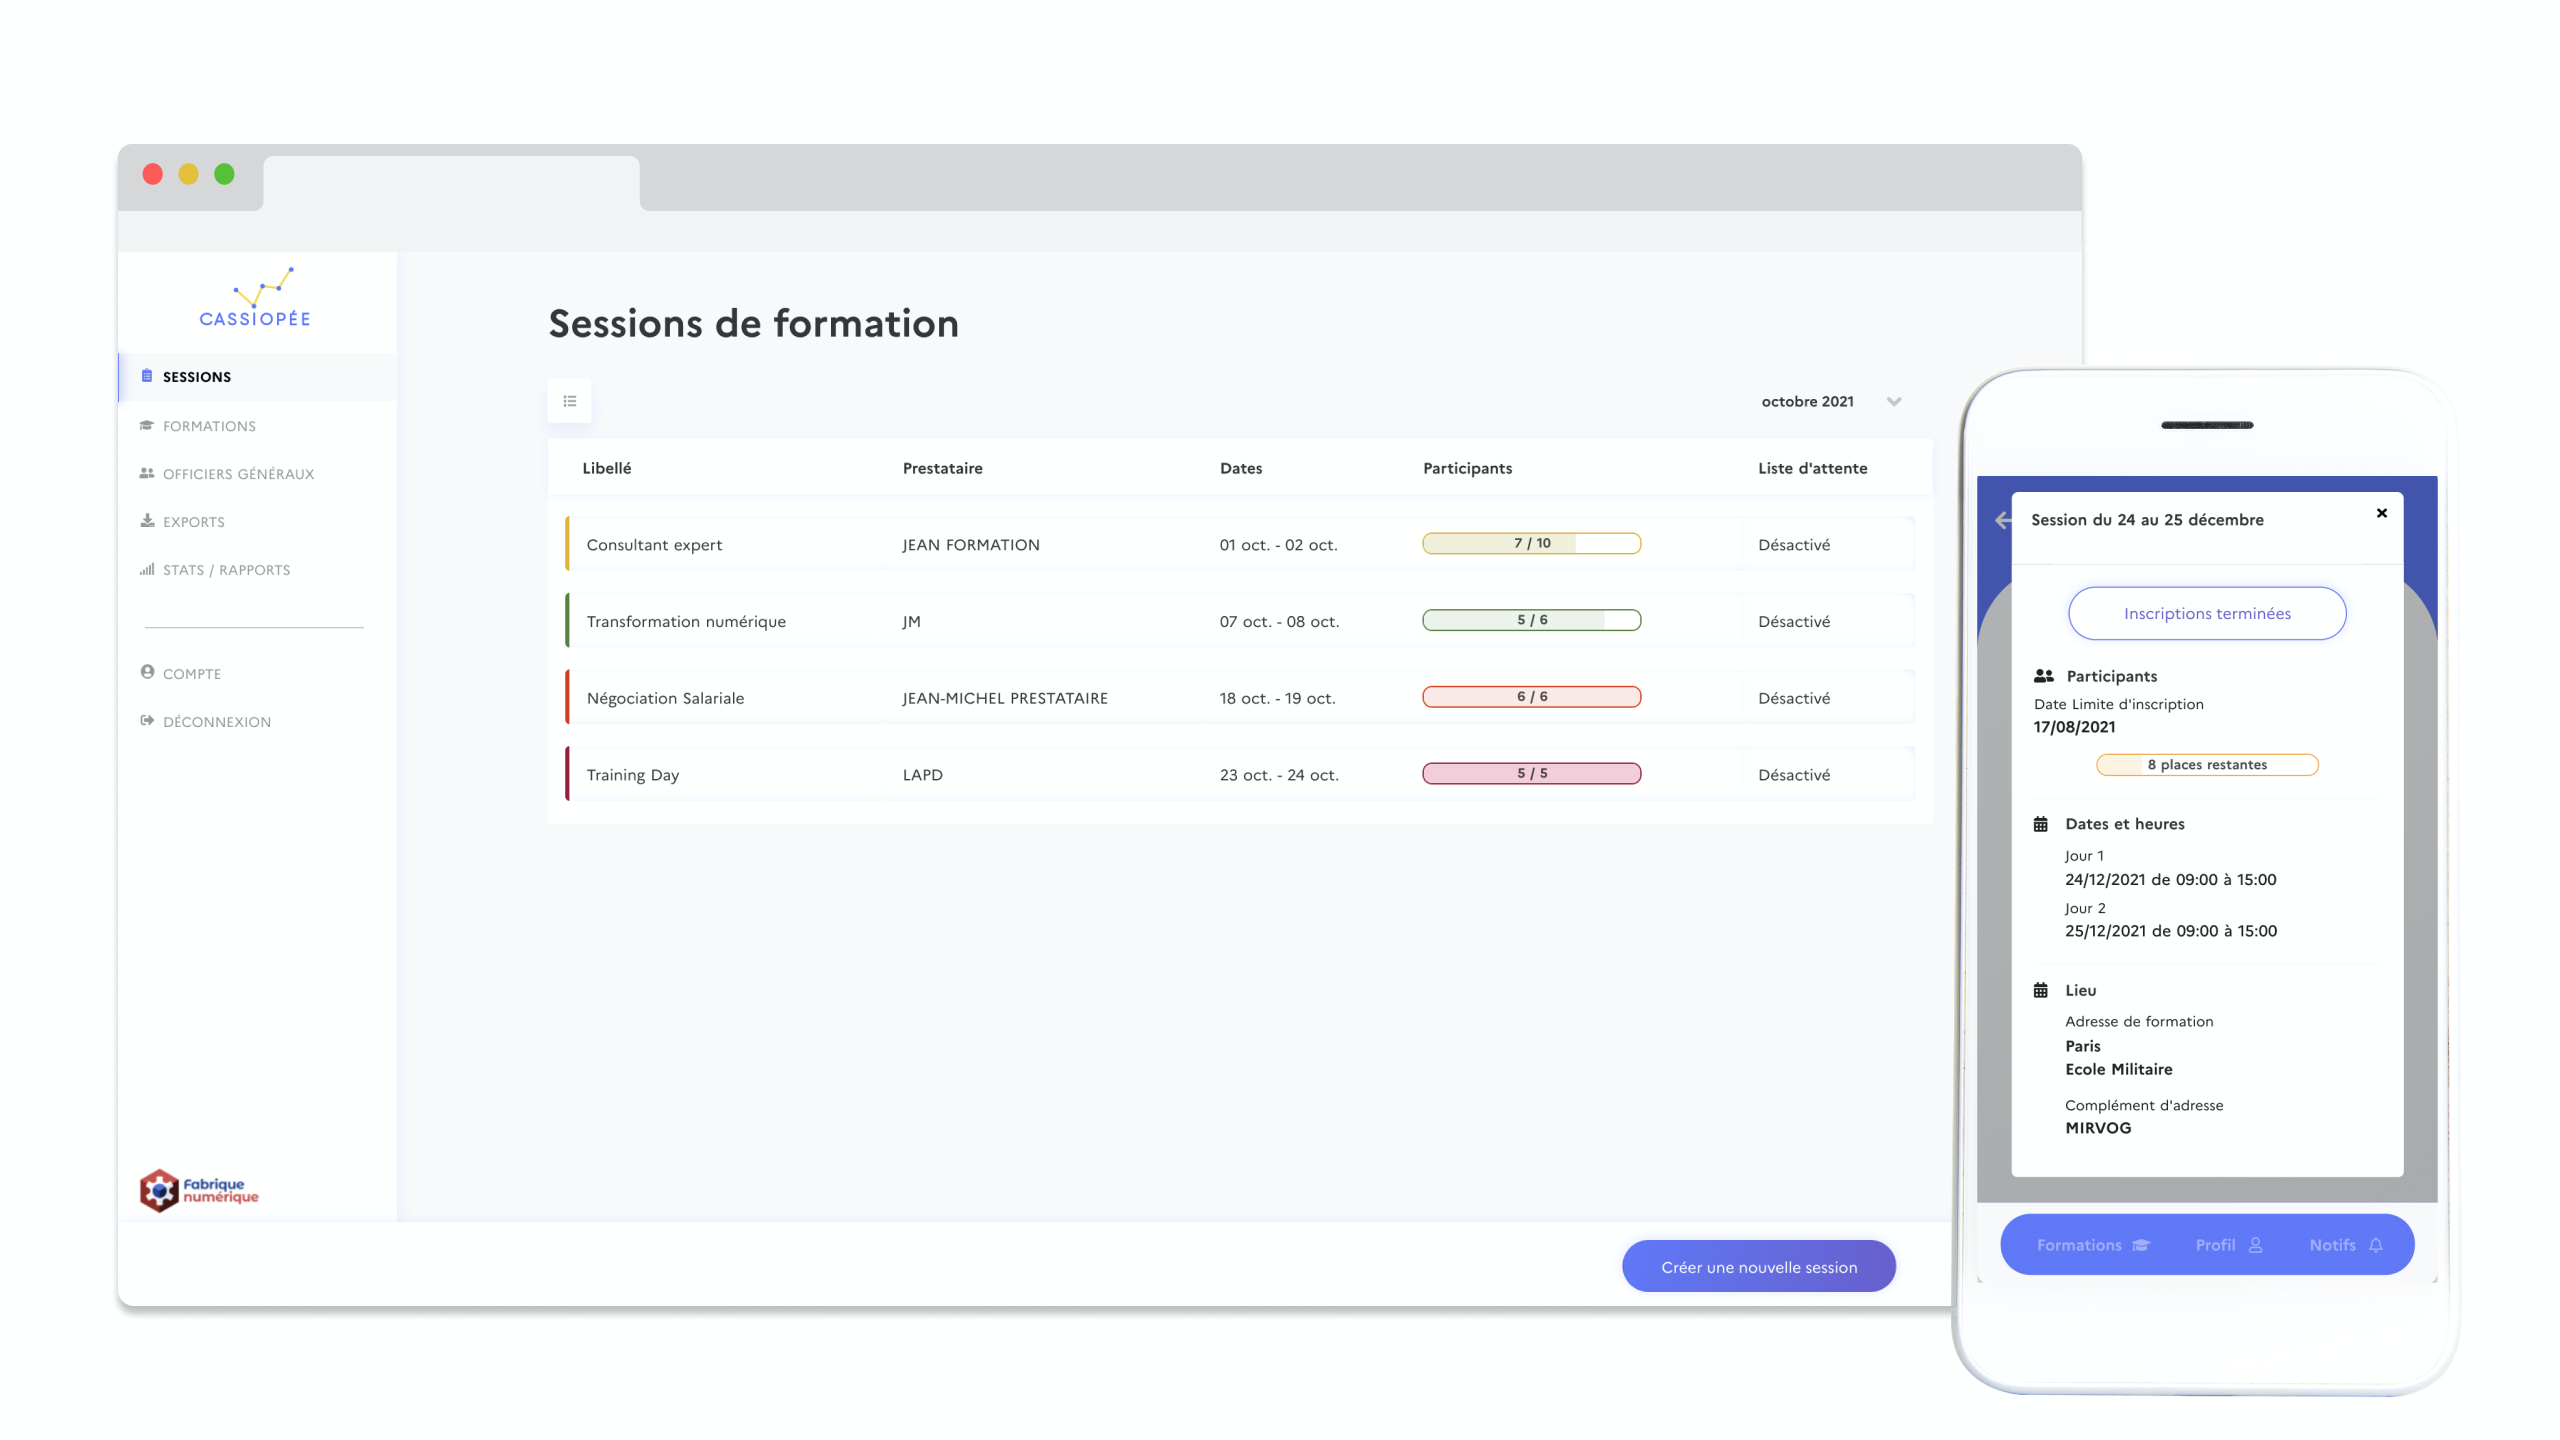 CASSIOPÉE
SESSIONS
FORMATIONS
OFFICIERS GÉNÉRAUX
EXPORTS
STATS / RAPPORTS
COMPTE
DÉCONNEXION
Fabrique
numérique
Sessions de formation
octobre 2021
Libellé Prestataire Dates Participants Liste d'attente
Consultant expert JEAN FORMATION 01 oct. - 02 oct. 7 / 10 Désactivé
Transformation numérique JM 07 oct. - 08 oct. 5 / 6 Désactivé
Négociation Salariale JEAN-MICHEL PRESTATAIRE 18 oct. - 19 oct. 6 / 6 Désactivé
Training Day LAPD 23 oct. - 24 oct. 5 / 5 Désactivé
Créer une nouvelle session
Session du 24 au 25 décembre
Inscriptions terminées
Participants
Date Limite d'inscription
17/08/2021
8 places restantes
Dates et heures
Jour 1
24/12/2021 de 09:00 à 15:00
Jour 2
25/12/2021 de 09:00 à 15:00
Lieu
Adresse de formation
Paris
Ecole Militaire
Complément d'adresse
MIRVOG
Formations Profil Notifs